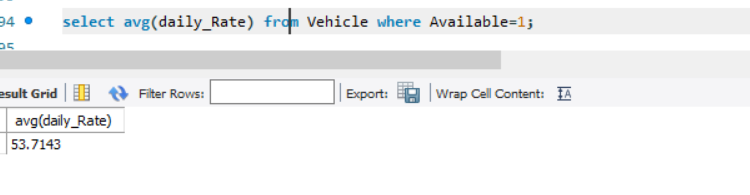 94 select avg(daily_Rate) from Vehicle where Available=1;
95
esult Grid Filter Rows: Export: Wrap Cell Content:
avg(daily_Rate)
53.7143